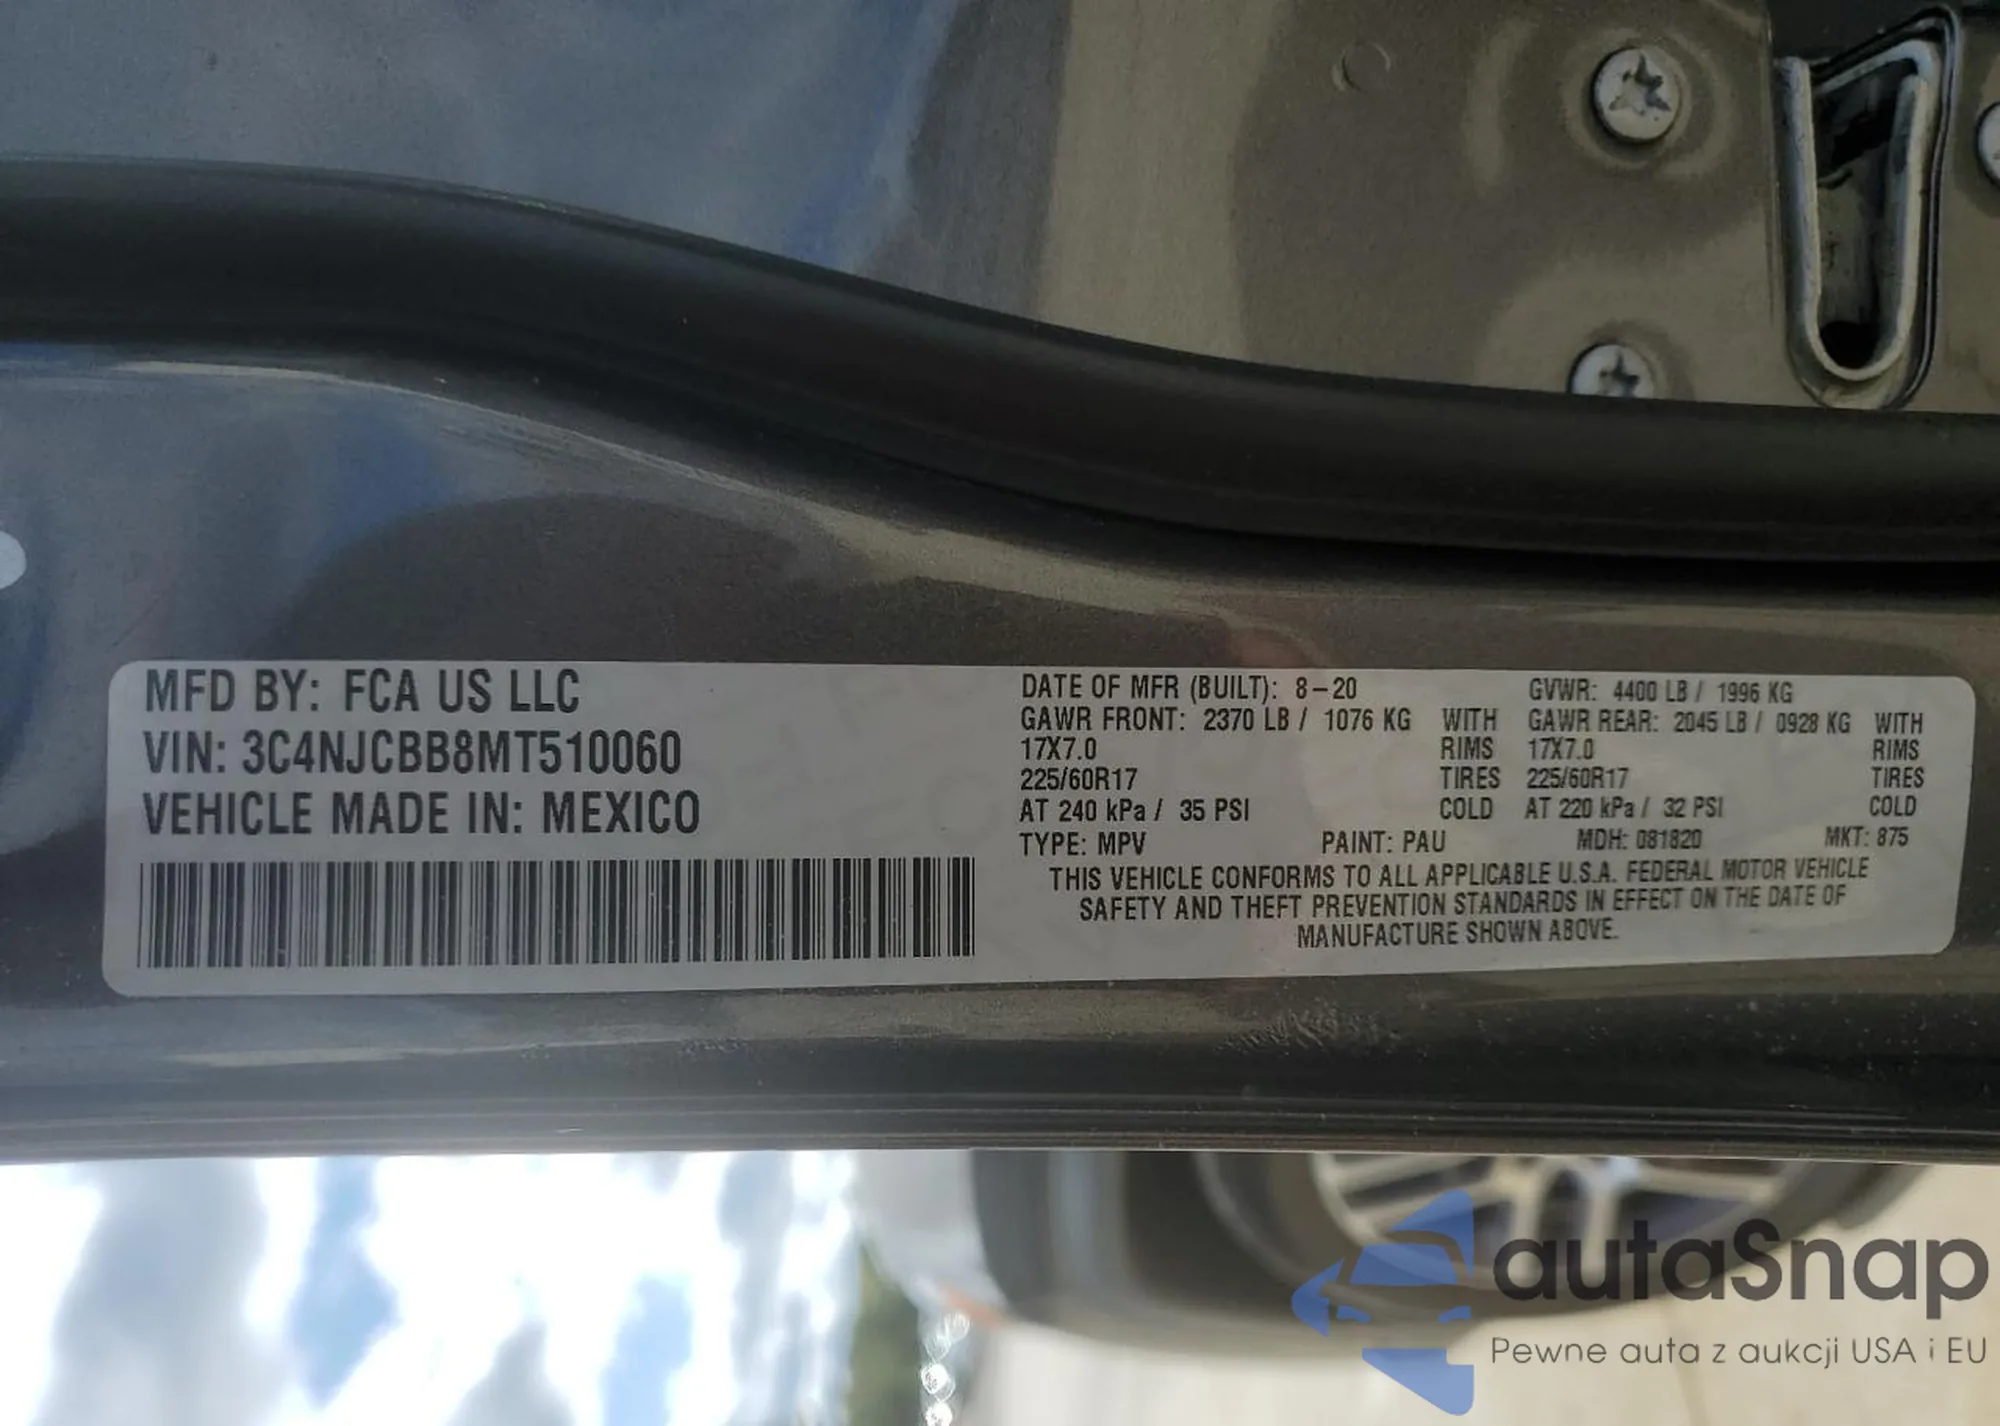 MFD BY: FCA US LLC
VIN: 3C4NJCBB8MT510060
VEHICLE MADE IN: MEXICO
DATE OF MFR (BUILT): 8-20 GVWR: 4400 LB / 1996 KG
GAWR FRONT: 2370 LB / 1076 KG WITH GAWR REAR: 2045 LB / 0928 KG WITH
17X7.0 RIMS 17X7.0 RIMS
225/60R17 TIRES 225/60R17 TIRES
AT 240 kPa / 35 PSI COLD AT 220 kPa / 32 PSI COLD
TYPE: MPV PAINT: PAU MDH: 081820 MKT: 875
THIS VEHICLE CONFORMS TO ALL APPLICABLE U.S.A. FEDERAL MOTOR VEHICLE
SAFETY AND THEFT PREVENTION STANDARDS IN EFFECT ON THE DATE OF
MANUFACTURE SHOWN ABOVE.
autaSnap
Pewne auta z aukcji USA i EU